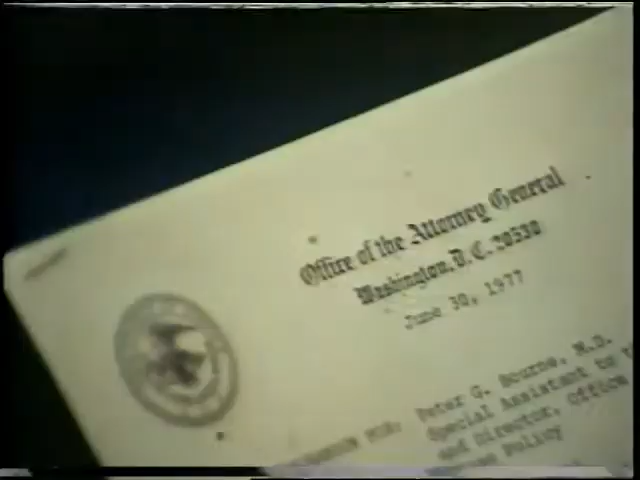 Office of the Attorney General
Washington, D.C. 20530
June 30, 1977
Peter G. Bourne, M.D.
Special Assistant to
and Director, Office
Policy